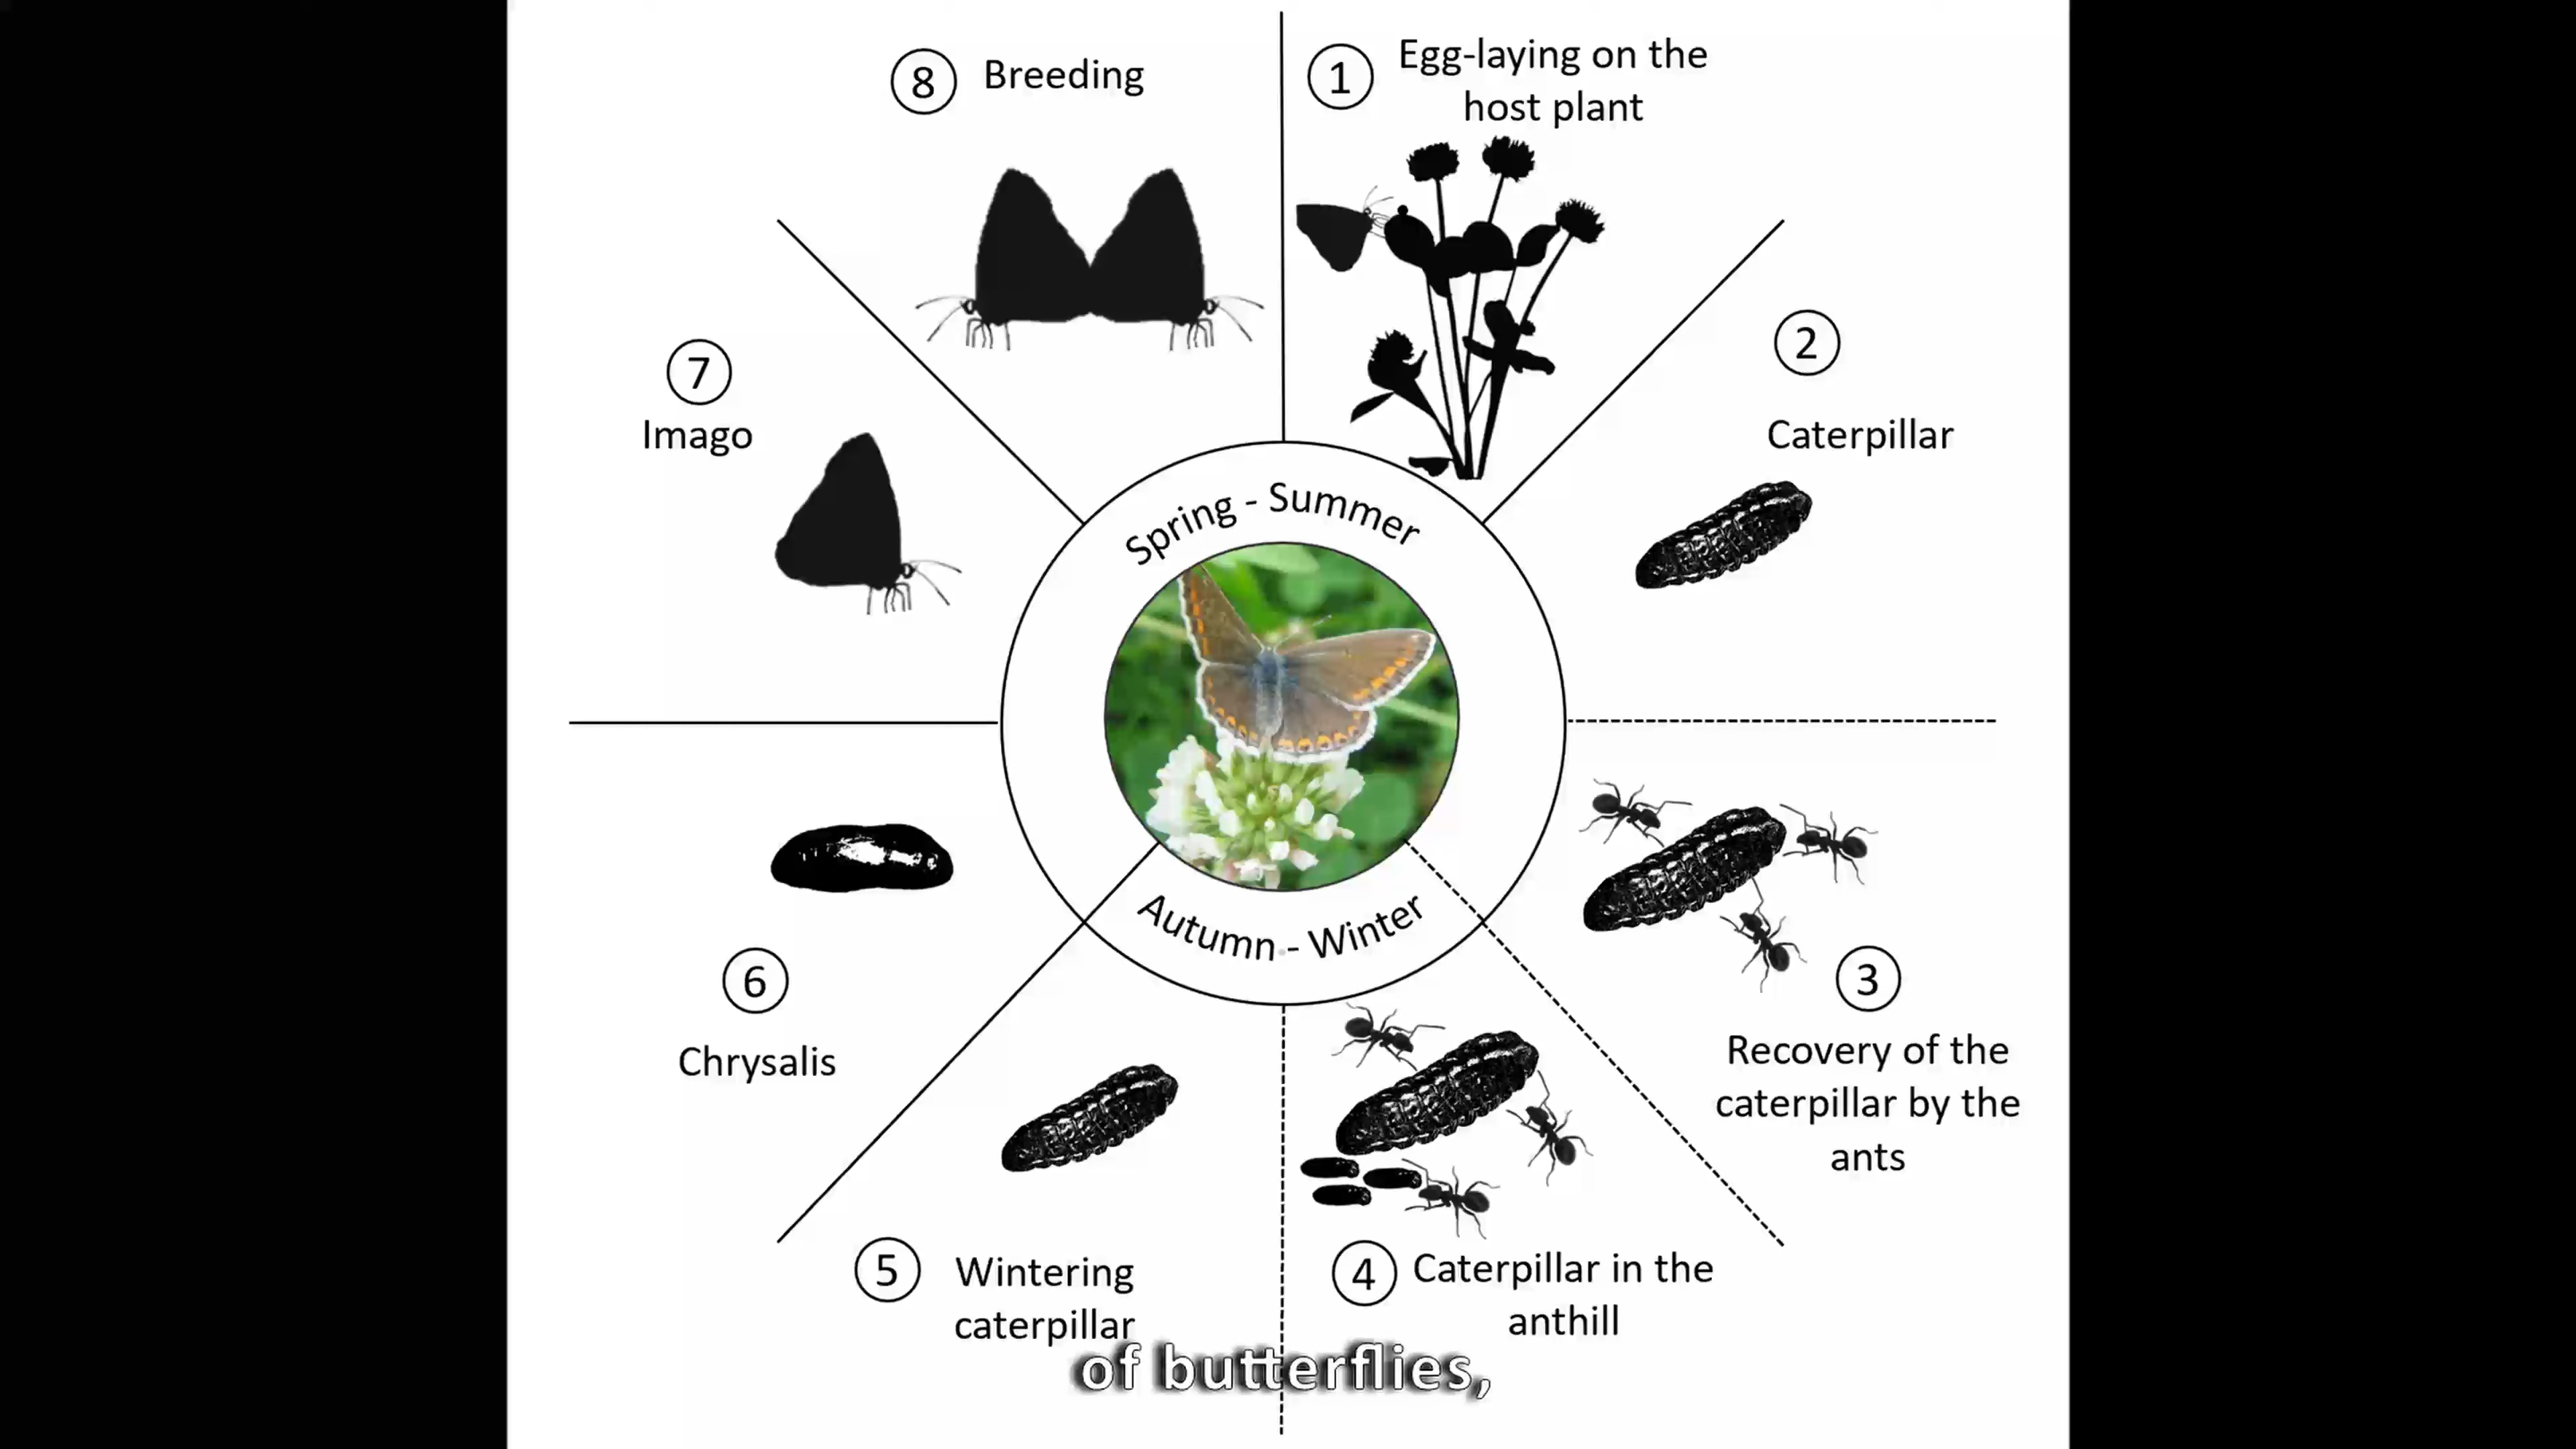 8 Breeding
1 Egg-laying on the
host plant
2
Caterpillar
7
Imago
Spring - Summer
Autumn - Winter
3
Recovery of the
caterpillar by the
ants
6
Chrysalis
5 Wintering
caterpillar
4 Caterpillar in the
anthill
of butterflies,